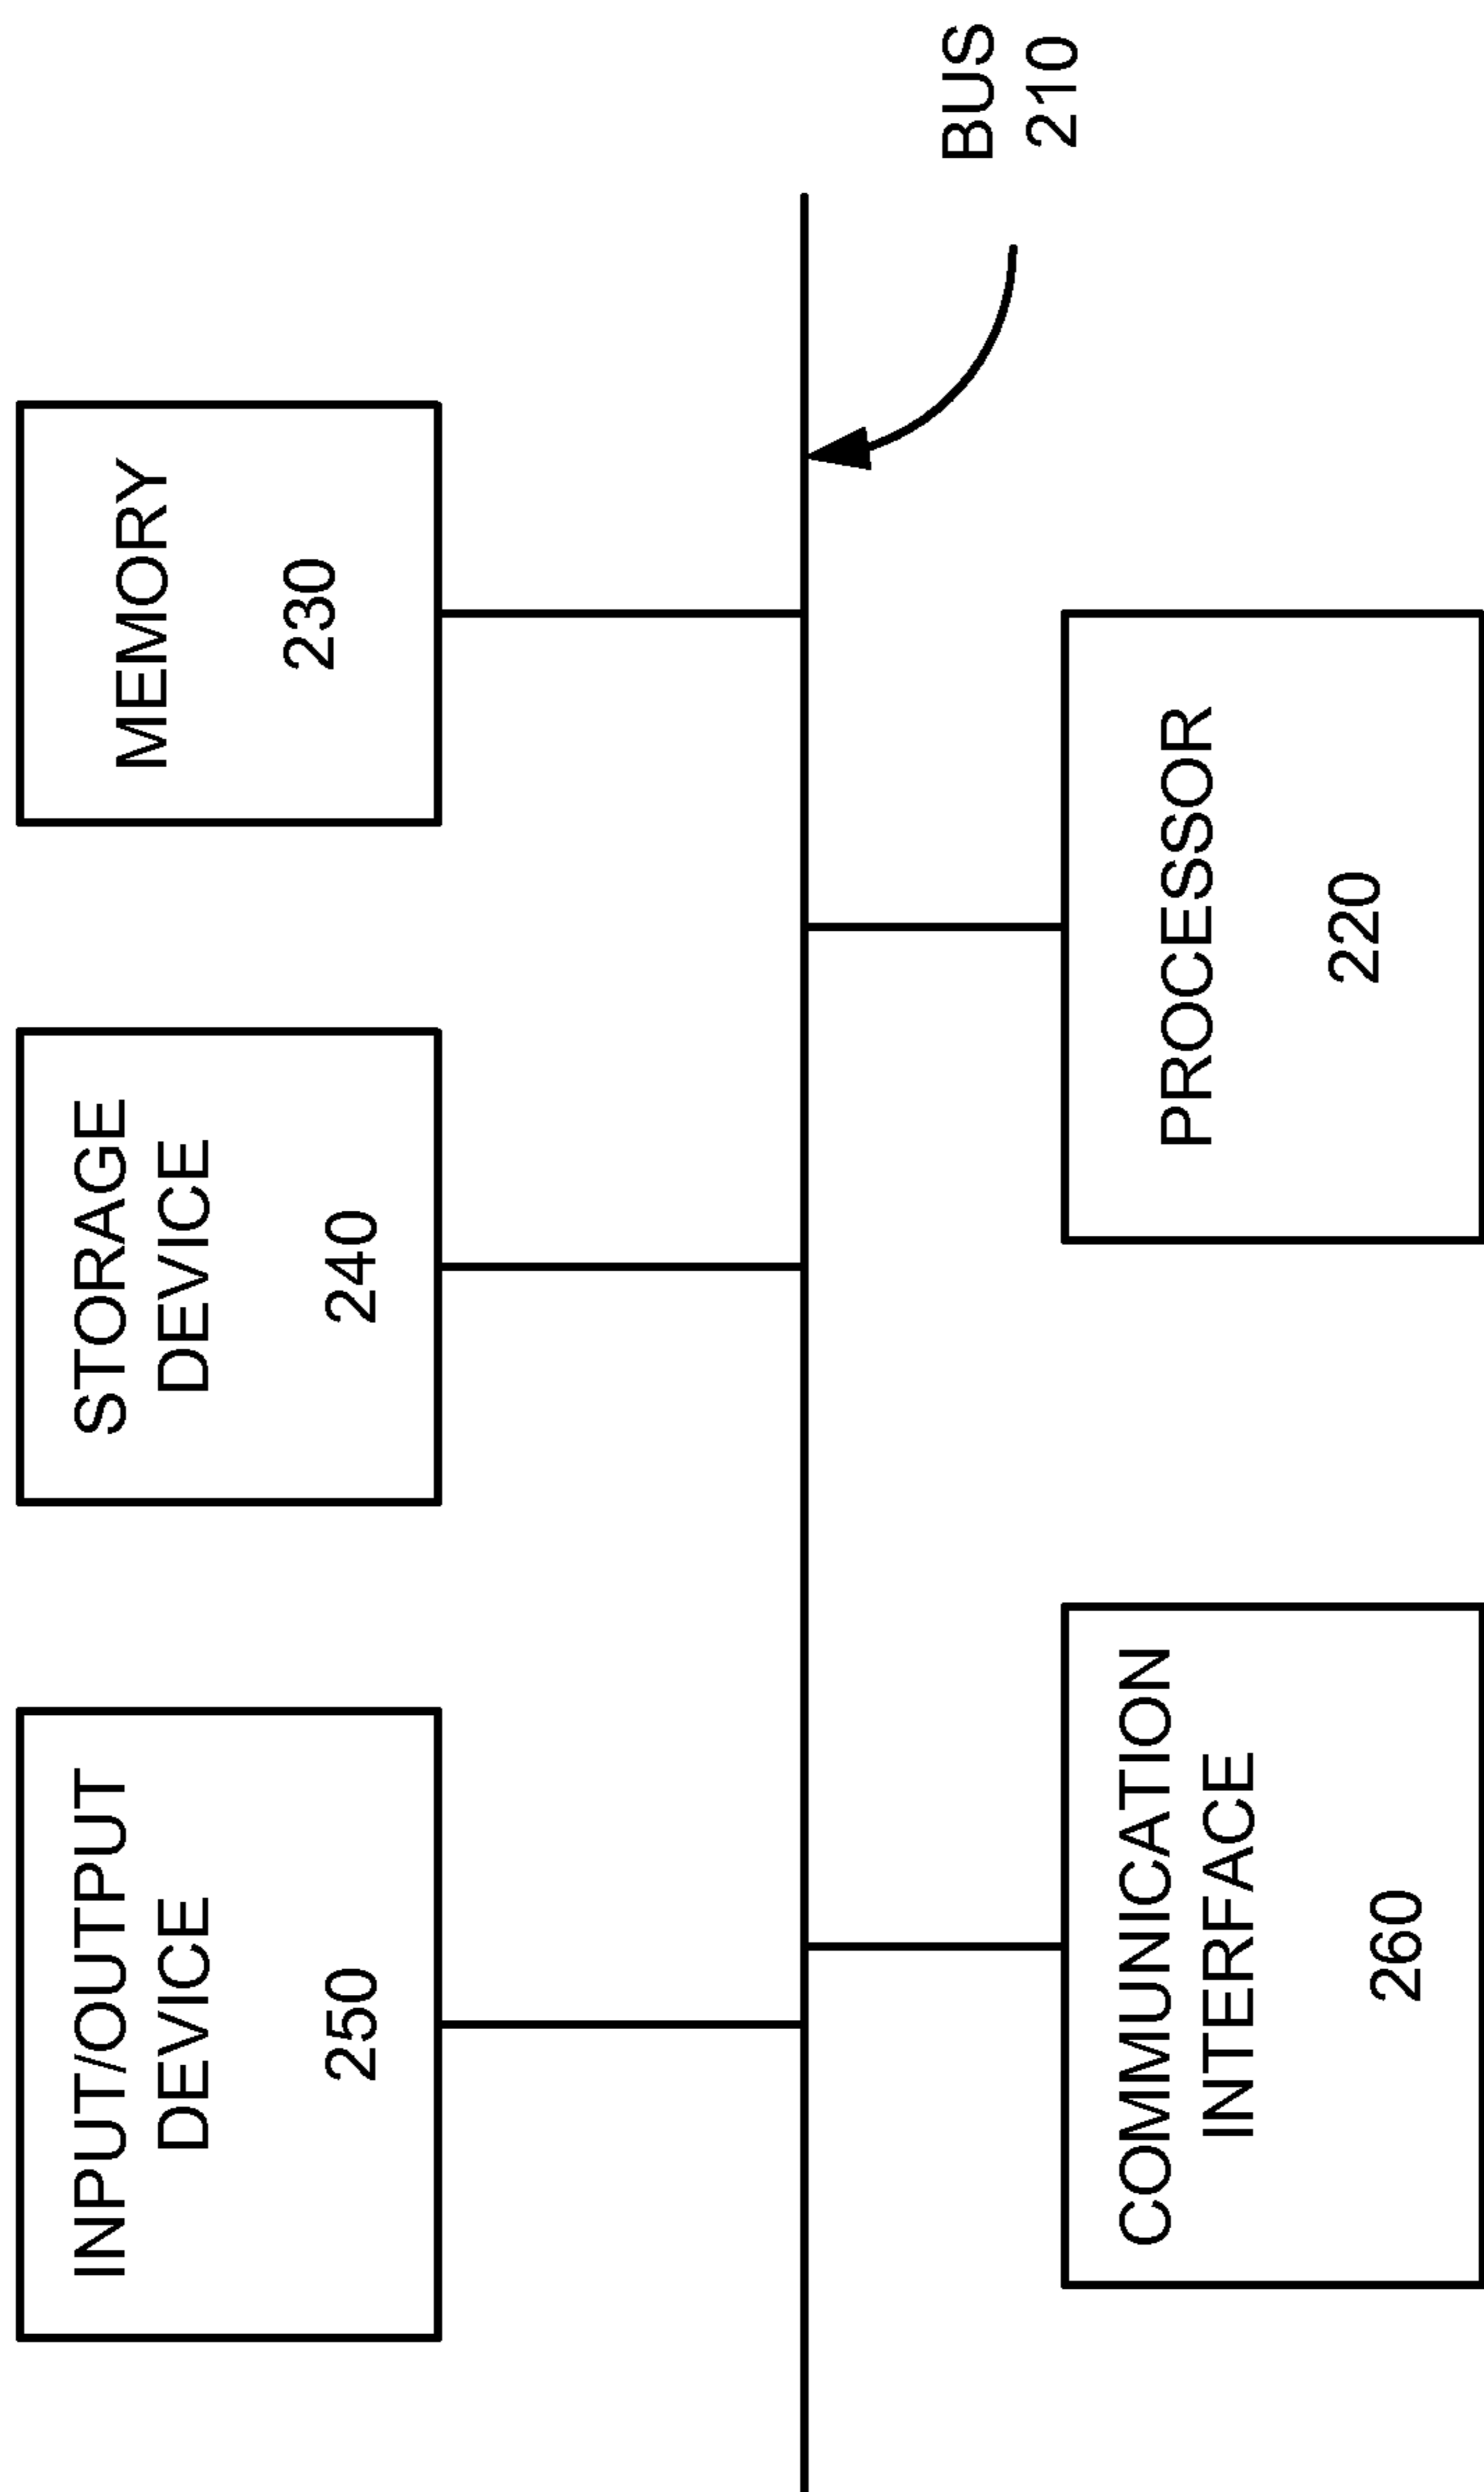 INPUT/OUTPUT
DEVICE
250
STORAGE
DEVICE
240
MEMORY
230
BUS
210
COMMUNICATION
INTERFACE
260
PROCESSOR
220